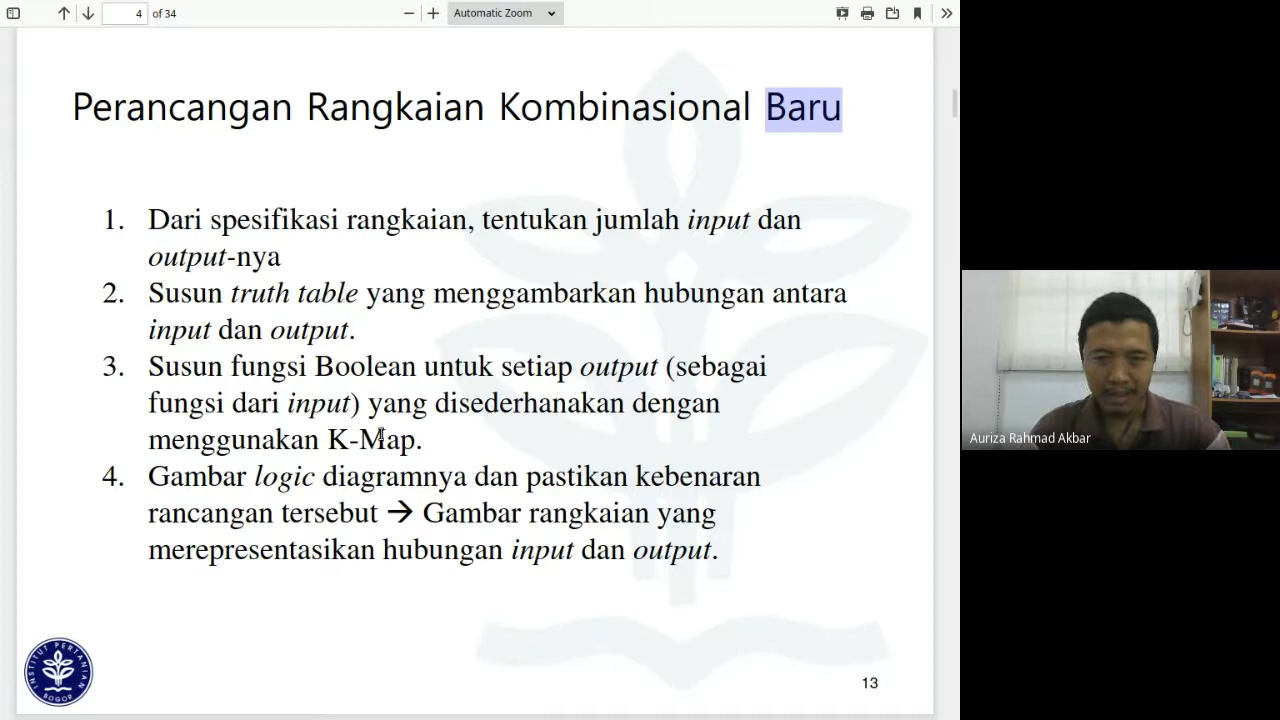 4 of 34
Automatic Zoom
Perancangan Rangkaian Kombinasional Baru
1. Dari spesifikasi rangkaian, tentukan jumlah input dan
output-nya
2. Susun truth table yang menggambarkan hubungan antara
input dan output.
3. Susun fungsi Boolean untuk setiap output (sebagai
fungsi dari input) yang disederhanakan dengan
menggunakan K-Map.
4. Gambar logic diagramnya dan pastikan kebenaran
rancangan tersebut → Gambar rangkaian yang
merepresentasikan hubungan input dan output.
INSTITUT PERTANIAN
BOGOR
13
Auriza Rahmad Akbar